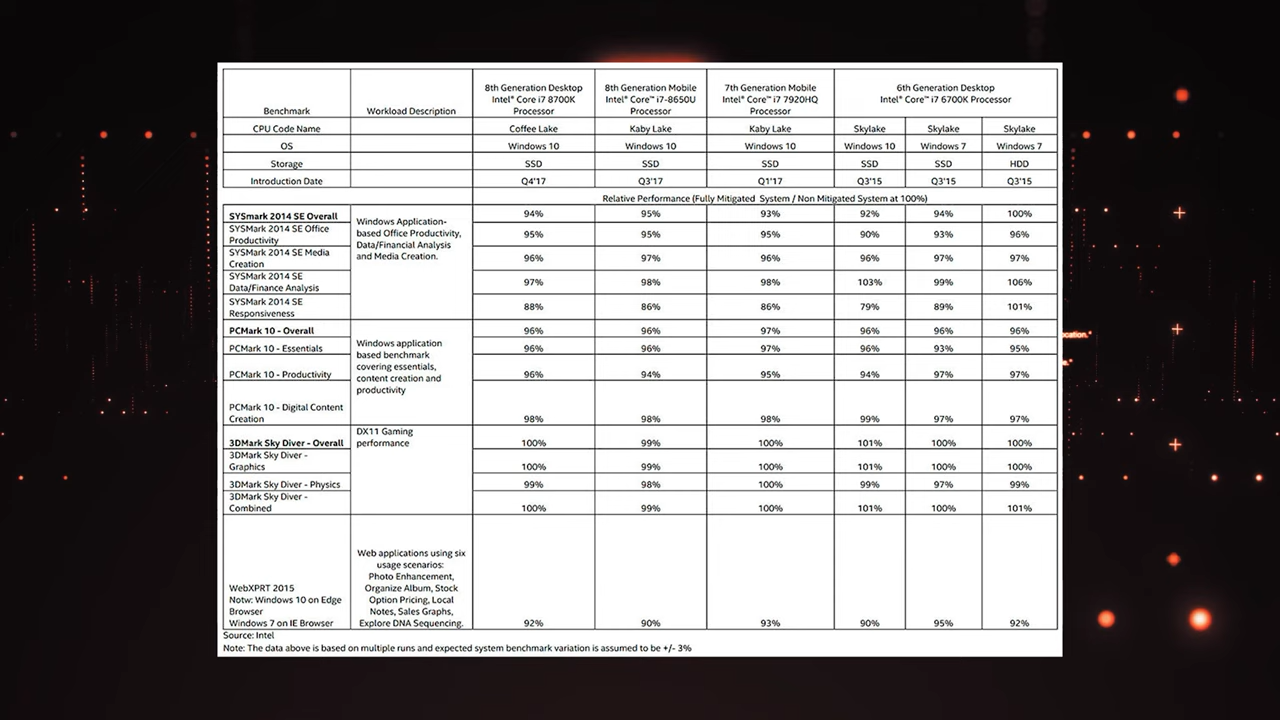 8th Generation Desktop 8th Generation Mobile 7th Generation Mobile 6th Generation Desktop
Intel® Core i7 8700K Intel® Core™ i7-8650U Intel® Core™ i7 7920HQ Intel® Core™ i7 6700K Processor
Benchmark Workload Description Processor Processor Processor
CPU Code Name Coffee Lake Kaby Lake Kaby Lake Skylake Skylake Skylake
OS Windows 10 Windows 10 Windows 10 Windows 10 Windows 7 Windows 7
Storage SSD SSD SSD SSD SSD HDD
Introduction Date Q4'17 Q3'17 Q1'17 Q3'15 Q3'15 Q3'15
Relative Performance (Fully Mitigated System / Non Mitigated System at 100%)
SYSmark 2014 SE Overall 94% 95% 93% 92% 94% 100%
Windows Application-
based Office Productivity,
Data/Financial Analysis
and Media Creation.
SYSMark 2014 SE Office
Productivity 95% 95% 95% 90% 93% 96%
SYSMark 2014 SE Media
Creation 96% 97% 96% 96% 97% 97%
SYSMark 2014 SE
Data/Finance Analysis 97% 98% 98% 103% 99% 106%
SYSMark 2014 SE
Responsiveness 88% 86% 86% 79% 89% 101%
PCMark 10 - Overall 96% 96% 97% 96% 96% 96%
Windows application
based benchmark
covering essentials,
content creation and
productivity
PCMark 10 - Essentials 96% 96% 97% 96% 93% 95%
PCMark 10 - Productivity 96% 94% 95% 94% 97% 97%
PCMark 10 - Digital Content
Creation 98% 98% 98% 99% 97% 97%
DX11 Gaming
performance
3DMark Sky Diver - Overall 100% 99% 100% 101% 100% 100%
3DMark Sky Diver -
Graphics 100% 99% 100% 101% 100% 100%
3DMark Sky Diver - Physics 99% 98% 100% 99% 97% 99%
3DMark Sky Diver -
Combined 100% 99% 100% 101% 100% 101%
Web applications using six
usage scenarios:
Photo Enhancement,
Organize Album, Stock
Option Pricing, Local
Notes, Sales Graphs,
Explore DNA Sequencing.
WebXPRT 2015
Notw: Windows 10 on Edge
Browser
Windows 7 on IE Browser 92% 90% 93% 90% 95% 92%
Source: Intel
Note: The data above is based on multiple runs and expected system benchmark variation is assumed to be +/- 3%